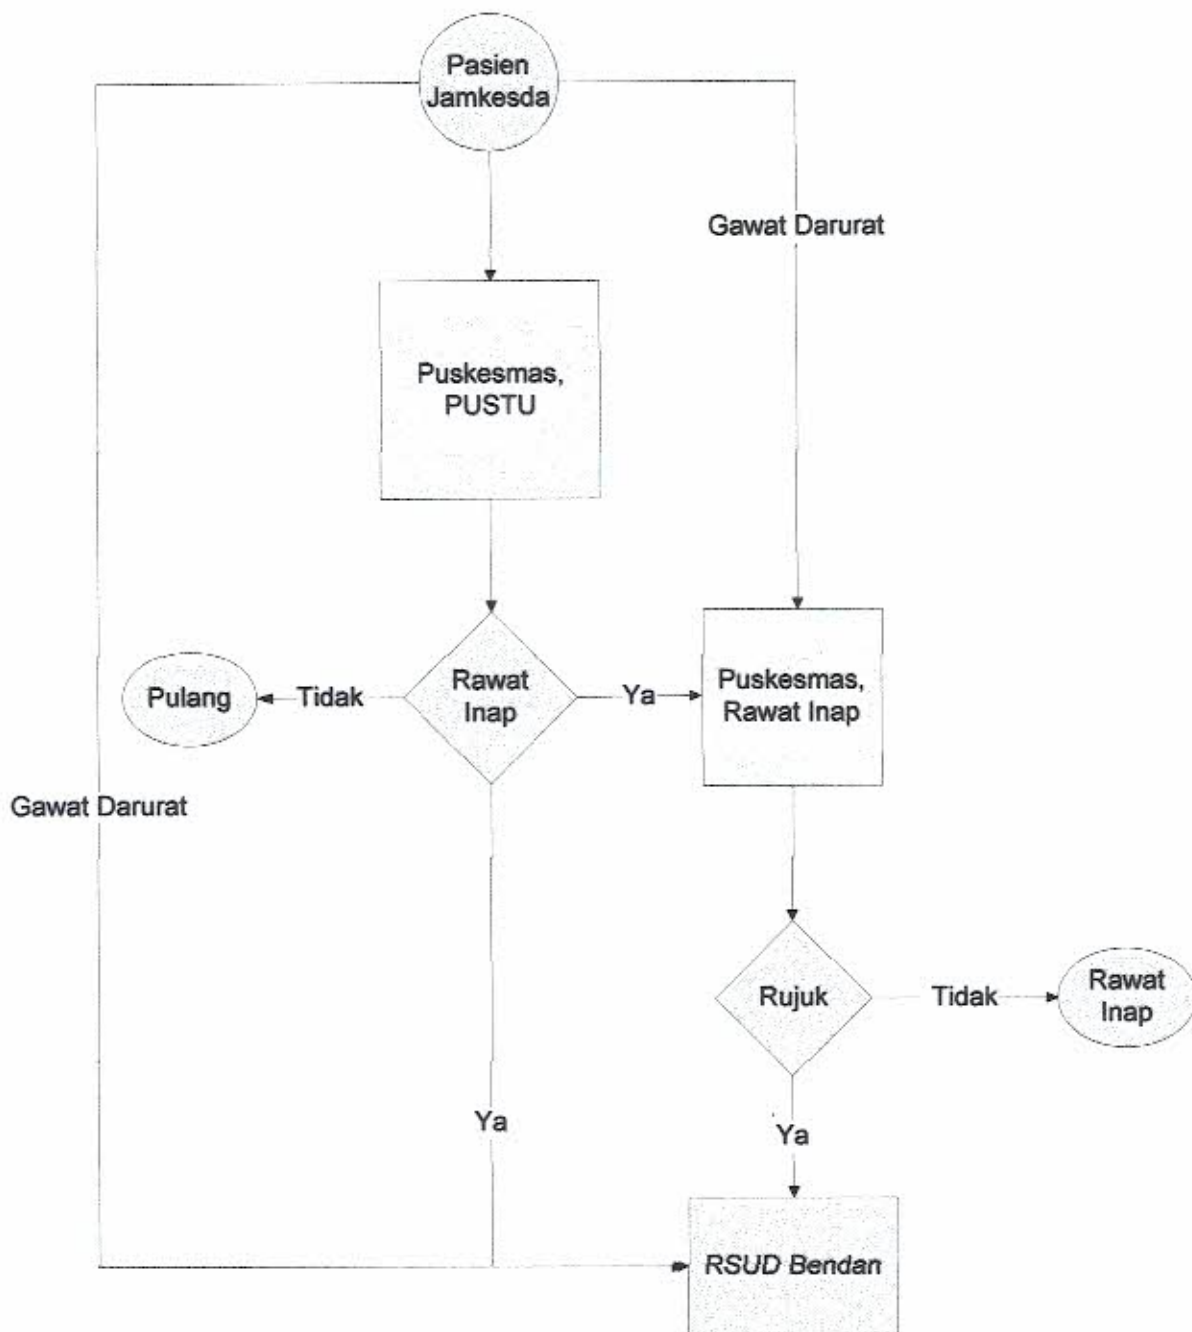 Pasien
Jamkesda
Gawat Darurat
Puskesmas,
PUSTU
Pulang
Tidak
Rawat
Inap
Ya
Puskesmas,
Rawat Inap
Gawat Darurat
Rujuk
Tidak
Rawat
Inap
Ya
Ya
RSUD Bendan